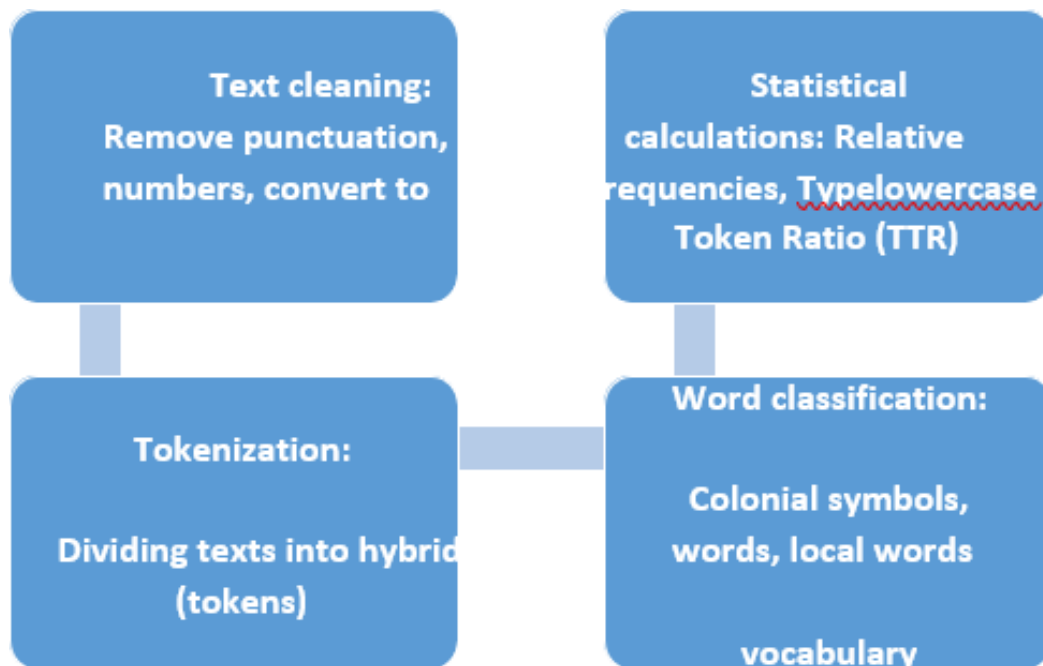 Text cleaning:
Remove punctuation,
numbers, convert to
Tokenization:
Dividing texts into hybrid
(tokens)
Word classification:
Colonial symbols,
words, local words
vocabulary
Statistical
calculations: Relative
requencies, Typelowercase
Token Ratio (TTR)